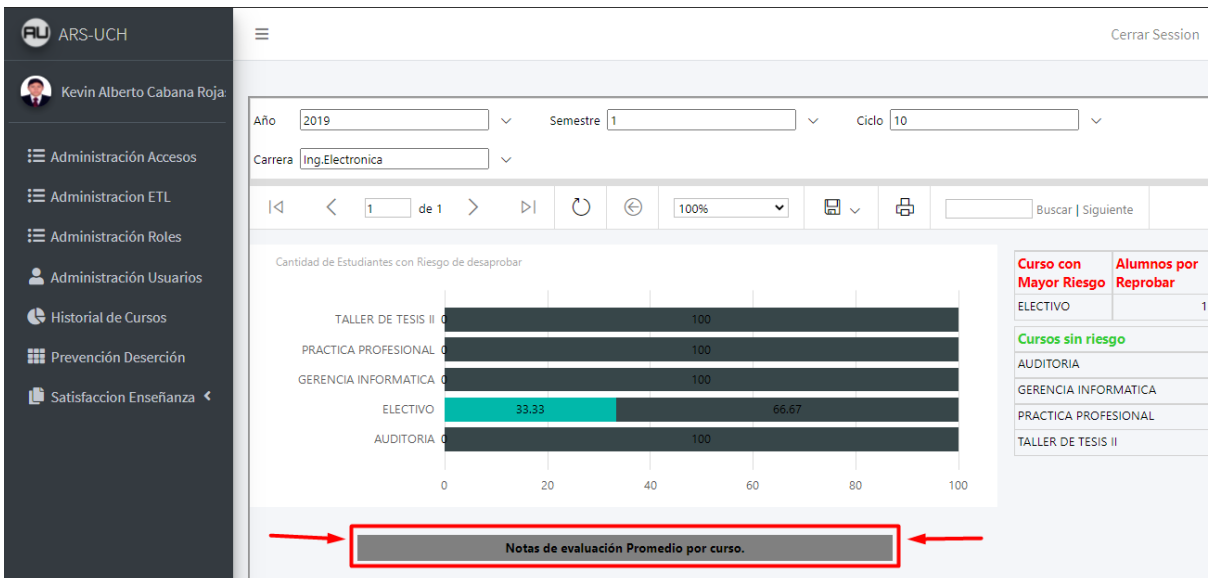 AU ARS-UCH
Cerrar Session
Kevin Alberto Cabana Roja
Administración Accesos
Administracion ETL
Administración Roles
Administración Usuarios
Historial de Cursos
Prevención Deserción
Satisfaccion Enseñanza
Año 2019 Semestre 1 Ciclo 10
Carrera Ing.Electronica
1 de 1 100% Buscar | Siguiente
Cantidad de Estudiantes con Riesgo de desaprobar
TALLER DE TESIS II 0 100
PRACTICA PROFESIONAL 0 100
GERENCIA INFORMATICA 0 100
ELECTIVO 33.33 66.67
AUDITORIA 0 100
0 20 40 60 80 100
Curso con Alumnos por
Mayor Riesgo Reprobar
ELECTIVO 1
Cursos sin riesgo
AUDITORIA
GERENCIA INFORMATICA
PRACTICA PROFESIONAL
TALLER DE TESIS II
Notas de evaluación Promedio por curso.